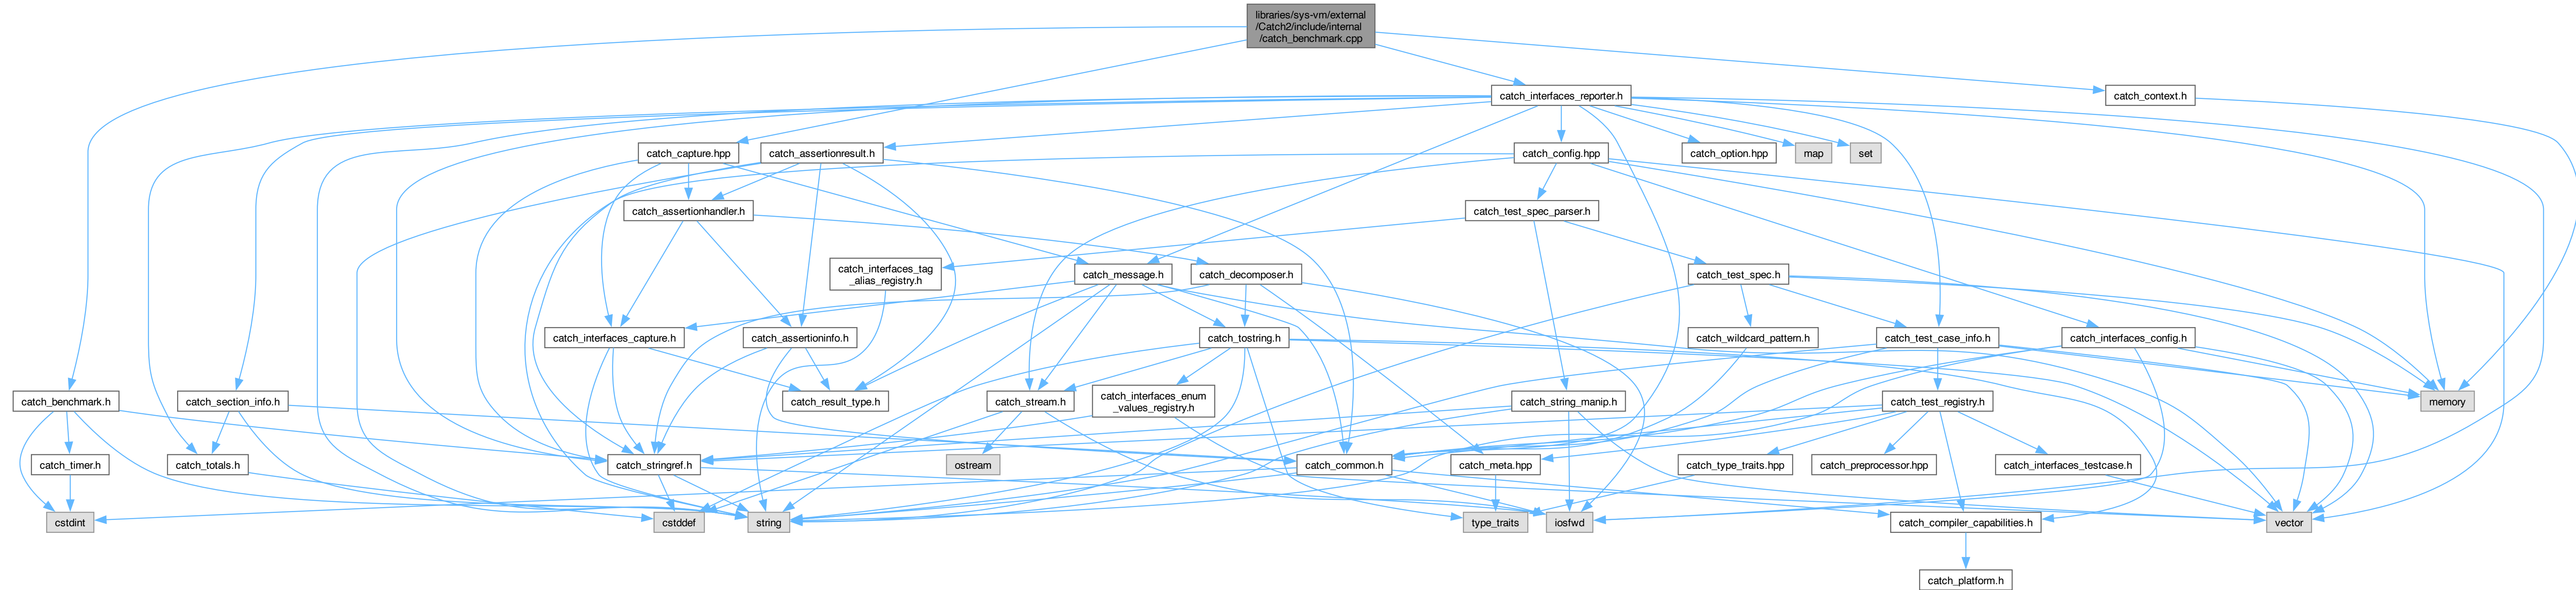 libraries/sys-vm/external
/Catch2/include/internal
/catch_benchmark.cpp
catch_interfaces_reporter.h
catch_context.h
catch_capture.hpp
catch_assertionresult.h
catch_config.hpp
catch_option.hpp
map
set
catch_assertionhandler.h
catch_test_spec_parser.h
catch_interfaces_tag
_alias_registry.h
catch_message.h
catch_decomposer.h
catch_test_spec.h
catch_interfaces_capture.h
catch_assertioninfo.h
catch_tostring.h
catch_wildcard_pattern.h
catch_test_case_info.h
catch_interfaces_config.h
catch_benchmark.h
catch_section_info.h
catch_result_type.h
catch_stream.h
catch_interfaces_enum
_values_registry.h
catch_string_manip.h
catch_test_registry.h
memory
catch_timer.h
catch_totals.h
catch_stringref.h
ostream
catch_common.h
catch_meta.hpp
catch_type_traits.hpp
catch_preprocessor.hpp
catch_interfaces_testcase.h
cstdint
cstddef
string
type_traits
iosfwd
catch_compiler_capabilities.h
vector
catch_platform.h